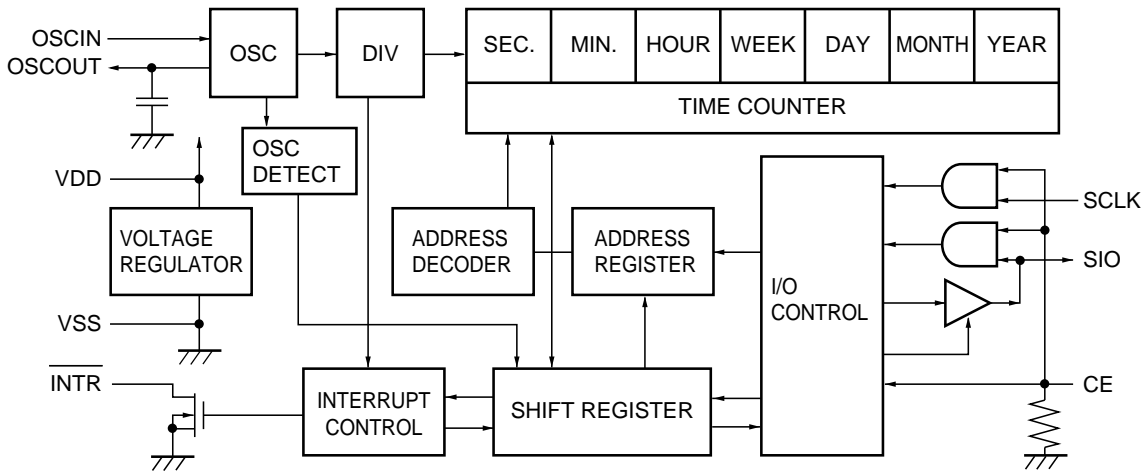 OSCIN
OSCOUT
OSC
DIV
SEC.
MIN.
HOUR
WEEK
DAY
MONTH
YEAR
TIME COUNTER
OSC
DETECT
VDD
VOLTAGE
REGULATOR
VSS
ADDRESS
DECODER
ADDRESS
REGISTER
I/O
CONTROL
SCLK
SIO
CE
INTR
INTERRUPT
CONTROL
SHIFT REGISTER